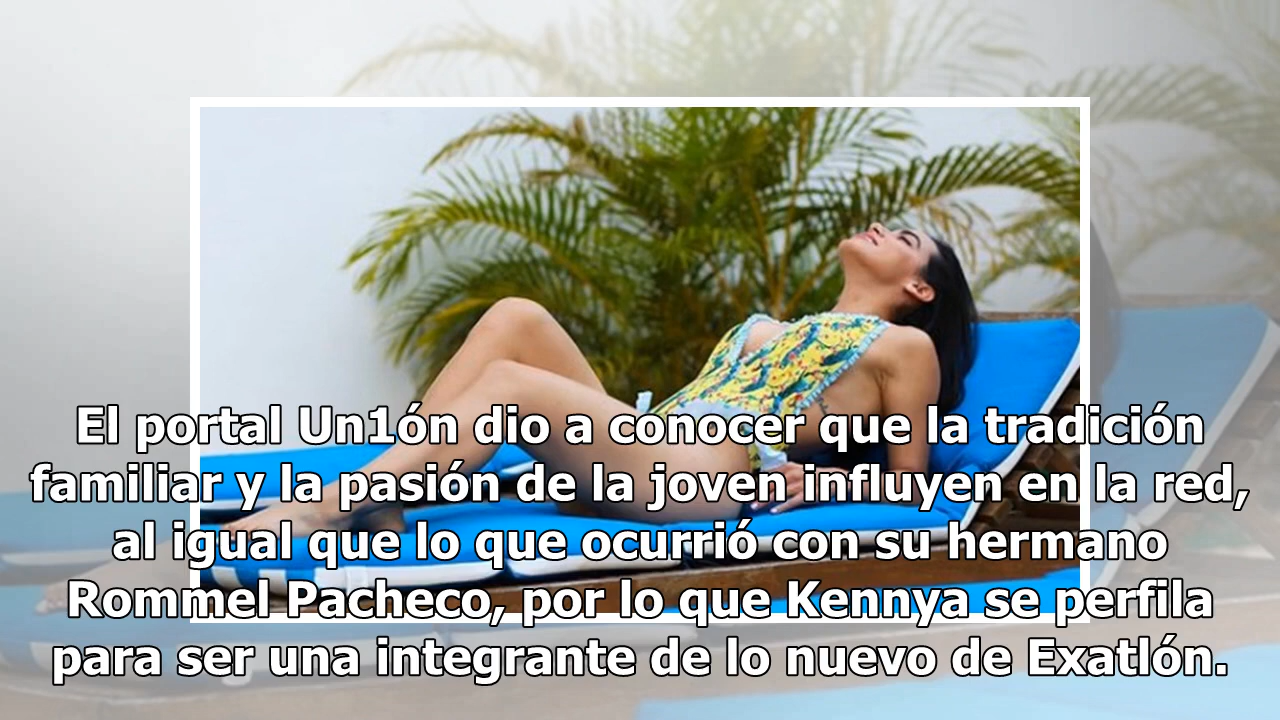 El portal Un1ón dio a conocer que la tradición
familiar y la pasión de la joven influyen en la red,
al igual que lo que ocurrió con su hermano
Rommel Pacheco, por lo que Kennya se perfila
para ser una integrante de lo nuevo de Exatlón.